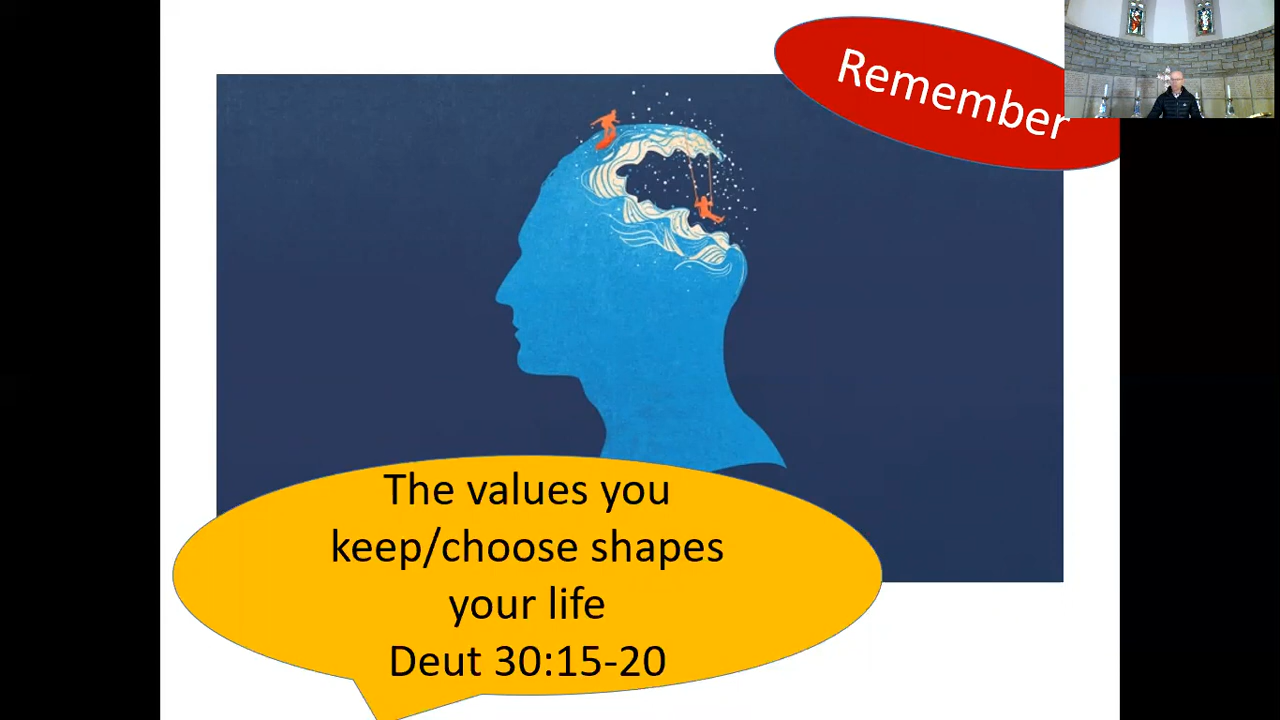 Remember
The values you
keep/choose shapes
your life
Deut 30:15-20